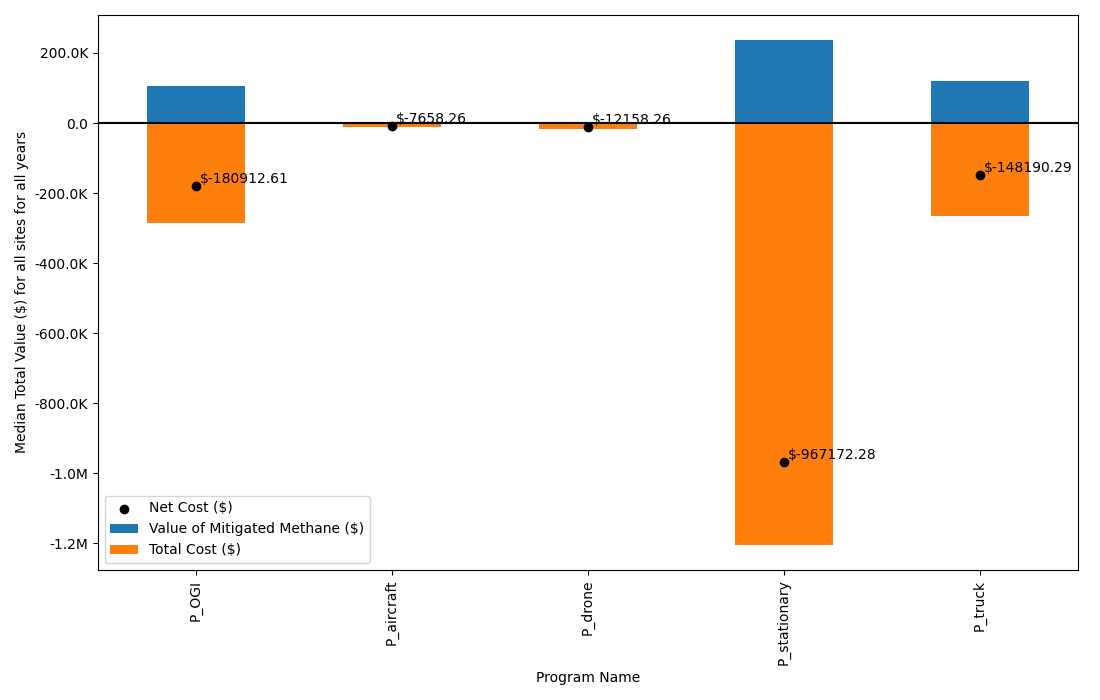 200.0K
0.0
-200.0K
-400.0K
-600.0K
-800.0K
-1.0M
-1.2M
Median Total Value ($) for all sites for all years
$-180912.61
$-7658.26
$-12158.26
$-967172.28
$-148190.29
Net Cost ($)
Value of Mitigated Methane ($)
Total Cost ($)
P_OGI
P_aircraft
P_drone
P_stationary
P_truck
Program Name